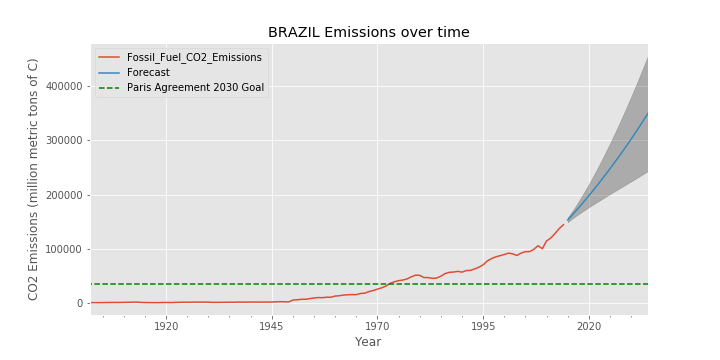 BRAZIL Emissions over time
Fossil_Fuel_CO2_Emissions
Forecast
Paris Agreement 2030 Goal
CO2 Emissions (million metric tons of C)
400000
300000
200000
100000
0
1920
1945
1970
1995
2020
Year